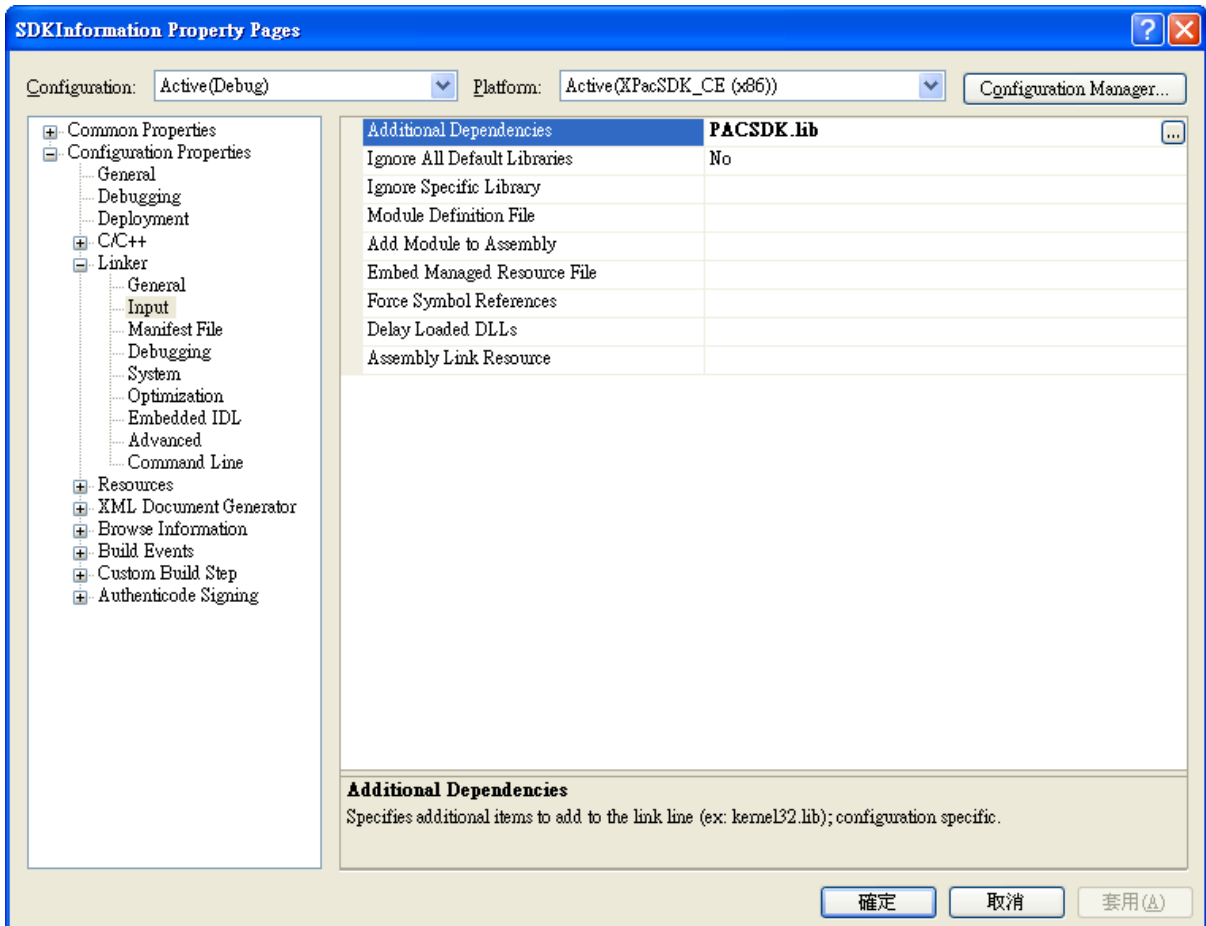 SDKInformation Property Pages
Configuration: Active(Debug) Platform: Active(XPacSDK_CE (x86)) Configuration Manager...
Common Properties
Configuration Properties
General
Debugging
Deployment
C/C++
Linker
General
Input
Manifest File
Debugging
System
Optimization
Embedded IDL
Advanced
Command Line
Resources
XML Document Generator
Browse Information
Build Events
Custom Build Step
Authenticode Signing
Additional Dependencies PACSDK.lib ...
Ignore All Default Libraries No
Ignore Specific Library
Module Definition File
Add Module to Assembly
Embed Managed Resource File
Force Symbol References
Delay Loaded DLLs
Assembly Link Resource
Additional Dependencies
Specifies additional items to add to the link line (ex: kernel32.lib); configuration specific.
確定 取消 套用(A)